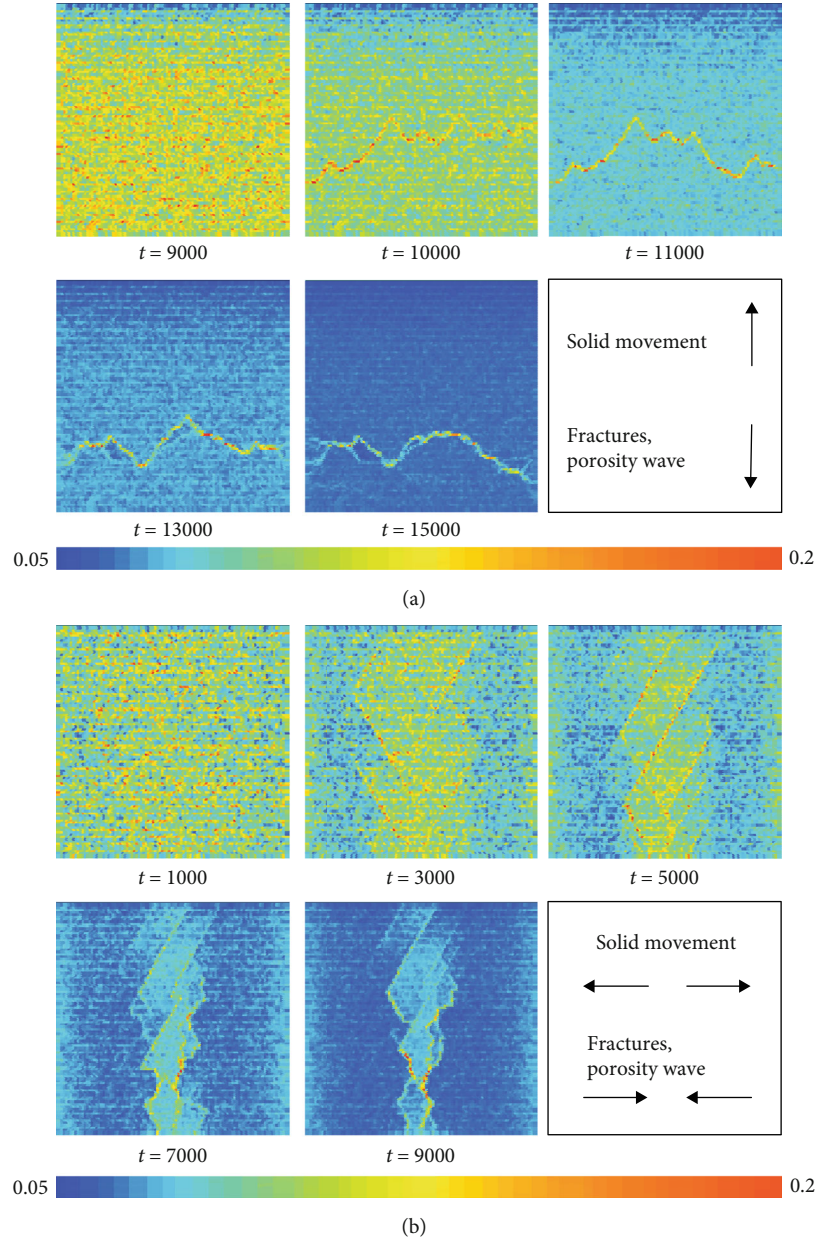 t = 9000
t = 10000
t = 11000
Solid movement
Fractures,
porosity wave
t = 13000
t = 15000
0.05
0.2
(a)
t = 1000
t = 3000
t = 5000
Solid movement
Fractures,
porosity wave
t = 7000
t = 9000
0.05
0.2
(b)